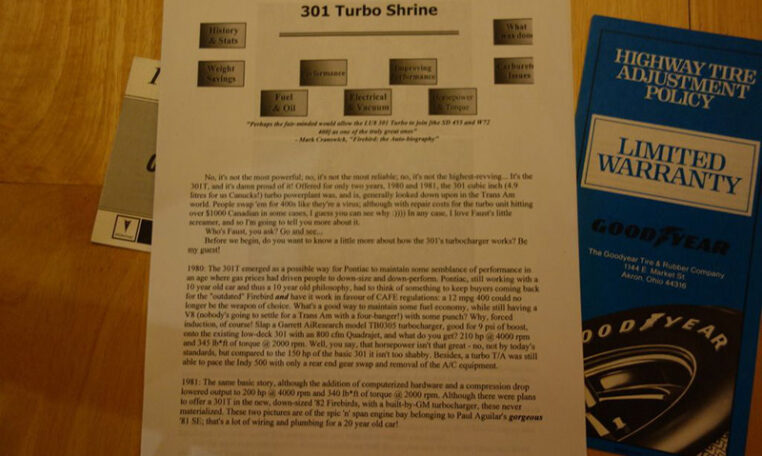 301 Turbo Shrine
History
& Stats
What
was done
Weight
Savings
Performance
Improving
Performance
Carburetor
Issues
Fuel
& Oil
Electrical
& Vacuum
Horsepower
& Torque
"Perhaps the fair-minded would allow the LU8 301 Turbo to join the SD 455 and W72
400s as one of the truly great ones"
- Mark Cranswick, "Firebird: the Auto-biography"
No, it's not the most powerful; no, it's not the most reliable; no, it's not the highest-revving... It's the
301T, and it's damn proud of it! Offered for only two years, 1980 and 1981, the 301 cubic inch (4.9
litres for us Canucks!) turbo powerplant was, and is, generally looked down upon in the Trans Am
world. People swap 'em for 400s like they're a virus; although with repair costs for the turbo unit hitting
over $1000 Canadian in some cases, I guess you can see why :)))) In any case, I love Faust's little
screamer, and so I'm going to tell you more about it.
Who's Faust, you ask? Go and see...
Before we begin, do you want to know a little more about how the 301's turbocharger works? Be
my guest!
1980: The 301T emerged as a possible way for Pontiac to maintain some semblance of performance in
an age where gas prices had driven people to down-size and down-perform. Pontiac, still working with a
10 year old car and thus a 10 year old philosophy, had to think of something to keep buyers coming back
for the "outdated" Firebird and have it work in favour of CAFE regulations: a 12 mpg 400 could no
longer be the weapon of choice. What's a good way to maintain some fuel economy, while still having a
V8 (nobody's going to settle for a Trans Am with a four-banger!) with some punch? Why, forced
induction, of course! Slap a Garrett AiResearch model TB0305 turbocharger, good for 9 psi of boost,
onto the existing low-deck 301 with an 800 cfm Quadrajet, and what do you get? 210 hp @ 4000 rpm
and 345 lb*ft of torque @ 2000 rpm. Well, you say, that horsepower isn't that great - no, not by today's
standards, but compared to the 150 hp of the basic 301 it isn't too shabby. Besides, a turbo T/A was still
able to pace the Indy 500 with only a rear end gear swap and removal of the A/C equipment.
1981: The same basic story, although the addition of computerized hardware and a compression drop
lowered output to 200 hp @ 4000 rpm and 340 lb*ft of torque @ 2000 rpm. Although there were plans
to offer a 301T in the new, down-sized '82 Firebirds, with a built-by-GM turbocharger, these never
materialized. These two pictures are of the spic 'n' span engine bay belonging to Paul Aguilar's gorgeous
'81 SE; that's a lot of wiring and plumbing for a 20 year old car!
HIGHWAY TIRE
ADJUSTMENT
POLICY
LIMITED
WARRANTY
GOODYEAR
The Goodyear Tire & Rubber Company
1144 E. Market St
Akron, Ohio 44316
GOODYEAR